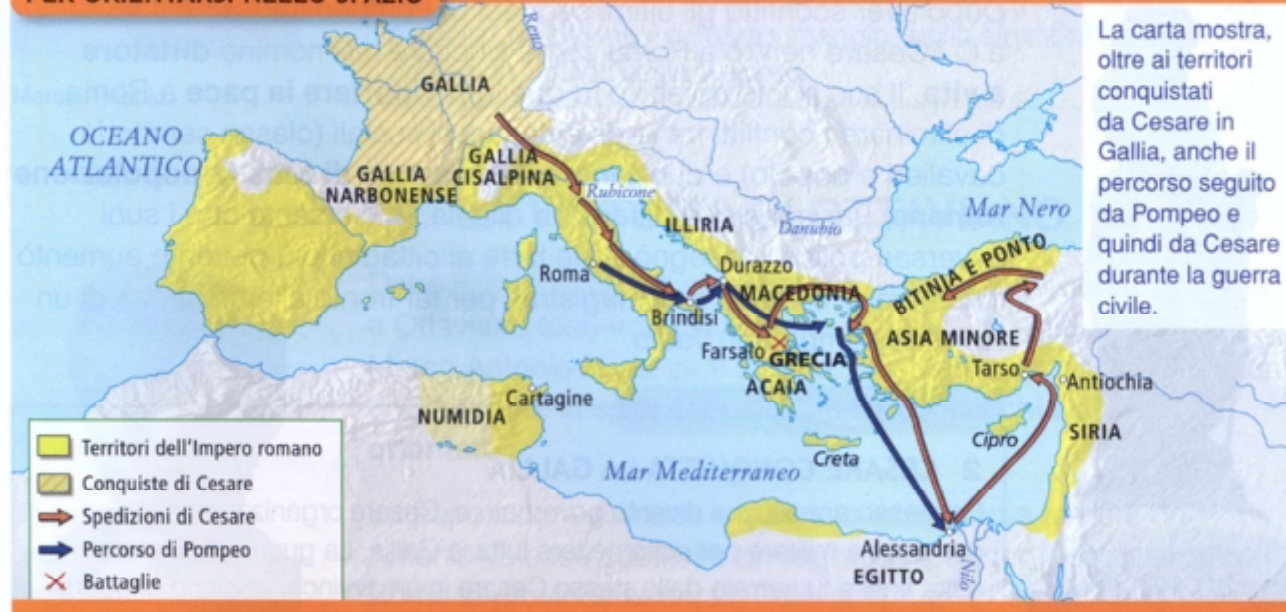 PER ORIENTARSI NELLO SPAZIO
La carta mostra,
oltre ai territori
conquistati
da Cesare in
Gallia, anche il
percorso seguito
da Pompeo e
quindi da Cesare
durante la guerra
civile.
Reno
GALLIA
OCEANO
ATLANTICO
GALLIA
NARBONENSE
GALLIA
CISALPINA
Rubicone
ILLIRIA
Danubio
Mar Nero
Roma
Durazzo
MACEDONIA
BITINIA E PONTO
Brindisi
Farsalo
GRECIA
ASIA MINORE
ACAIA
Tarso
Antiochia
NUMIDIA
Cartagine
Cipro
SIRIA
Creta
Mar Mediterraneo
Alessandria
EGITTO
Nilo
Territori dell'Impero romano
Conquiste di Cesare
Spedizioni di Cesare
Percorso di Pompeo
Battaglie